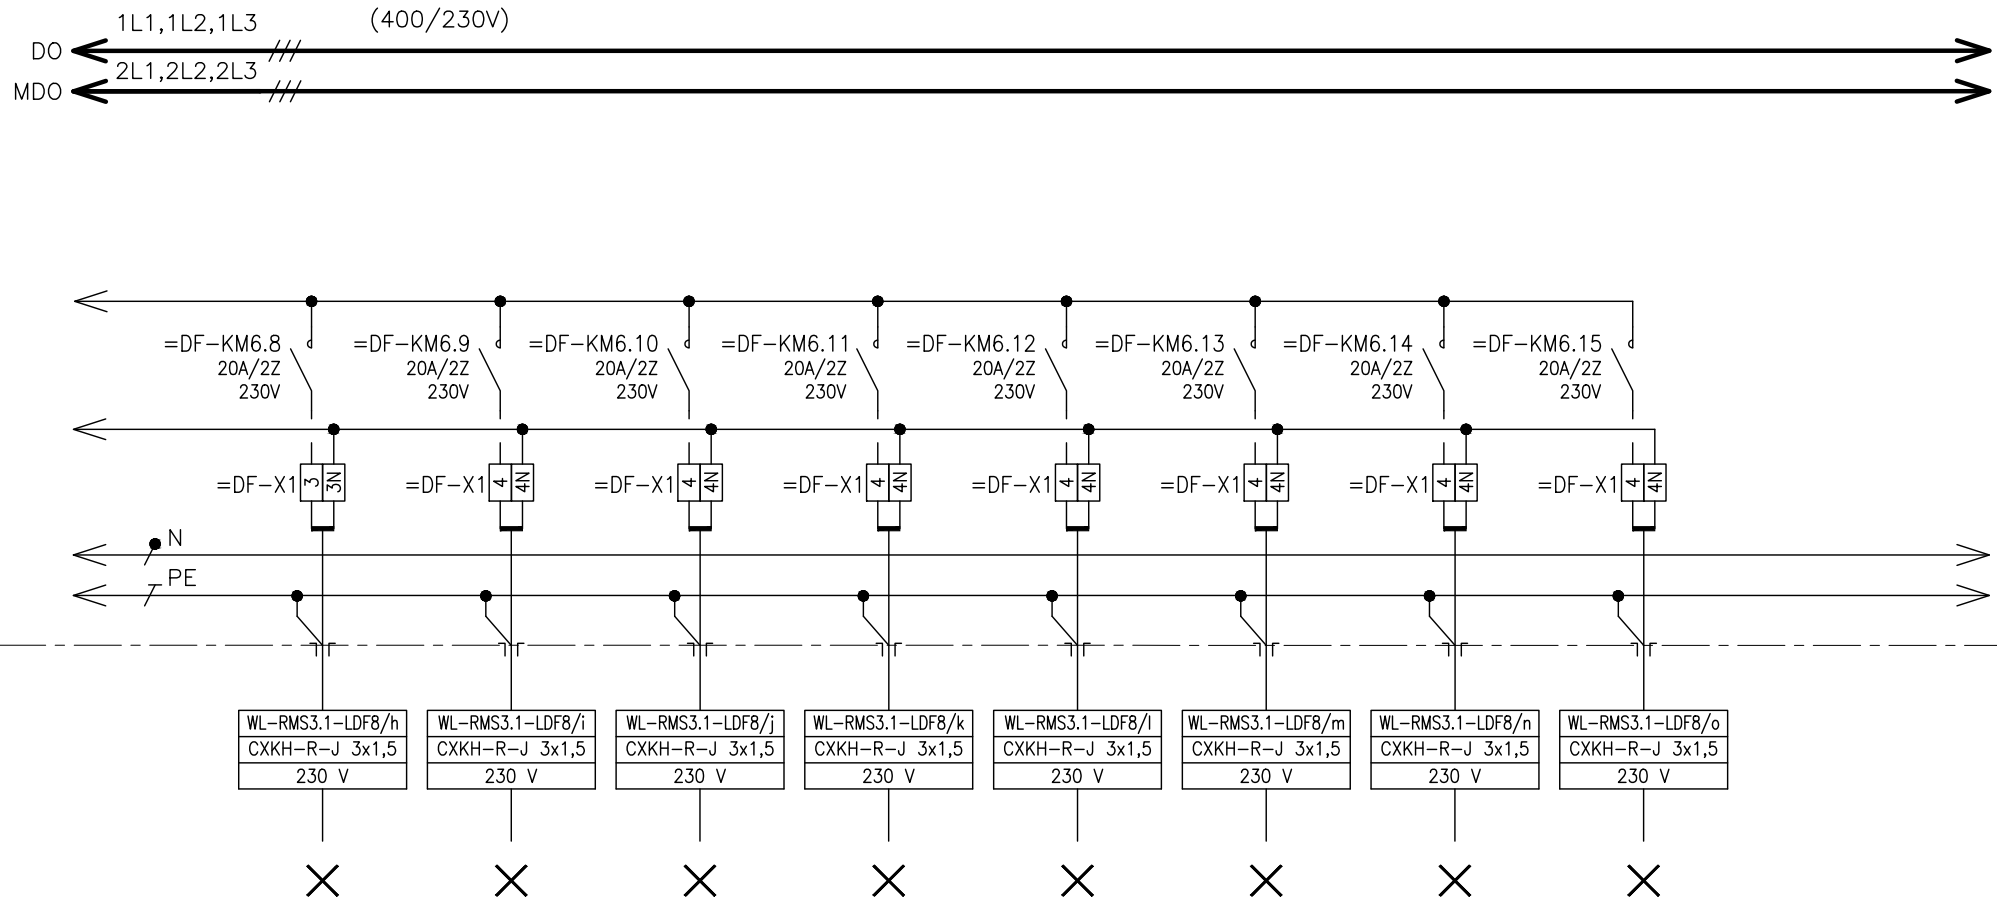 1L1,1L2,1L3 (400/230V)
DO
2L1,2L2,2L3
MDO
=DF-KM6.8 =DF-KM6.9 =DF-KM6.10 =DF-KM6.11 =DF-KM6.12 =DF-KM6.13 =DF-KM6.14 =DF-KM6.15
20A/2Z 20A/2Z 20A/2Z 20A/2Z 20A/2Z 20A/2Z 20A/2Z 20A/2Z
230V 230V 230V 230V 230V 230V 230V 230V
=DF-X1 3 3N =DF-X1 4 4N =DF-X1 4 4N =DF-X1 4 4N =DF-X1 4 4N =DF-X1 4 4N =DF-X1 4 4N =DF-X1 4 4N
N
PE
WL-RMS3.1-LDF8/h WL-RMS3.1-LDF8/i WL-RMS3.1-LDF8/j WL-RMS3.1-LDF8/k WL-RMS3.1-LDF8/l WL-RMS3.1-LDF8/m WL-RMS3.1-LDF8/n WL-RMS3.1-LDF8/o
CXKH-R-J 3x1,5 CXKH-R-J 3x1,5 CXKH-R-J 3x1,5 CXKH-R-J 3x1,5 CXKH-R-J 3x1,5 CXKH-R-J 3x1,5 CXKH-R-J 3x1,5 CXKH-R-J 3x1,5
230 V 230 V 230 V 230 V 230 V 230 V 230 V 230 V